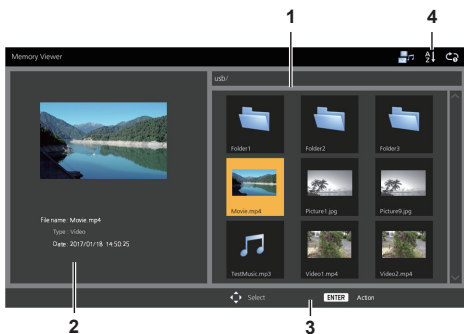 1
4
Memory Viewer
usb/
Folder1
Folder2
Folder3
Movie.mp4
Picture1.jpg
Picture9.jpg
TestMusic.mp3
Video1.mp4
Video2.mp4
File name : Movie.mp4
Type : Video
Date : 2017/01/18 14:50:25
Select
ENTER Action
2
3